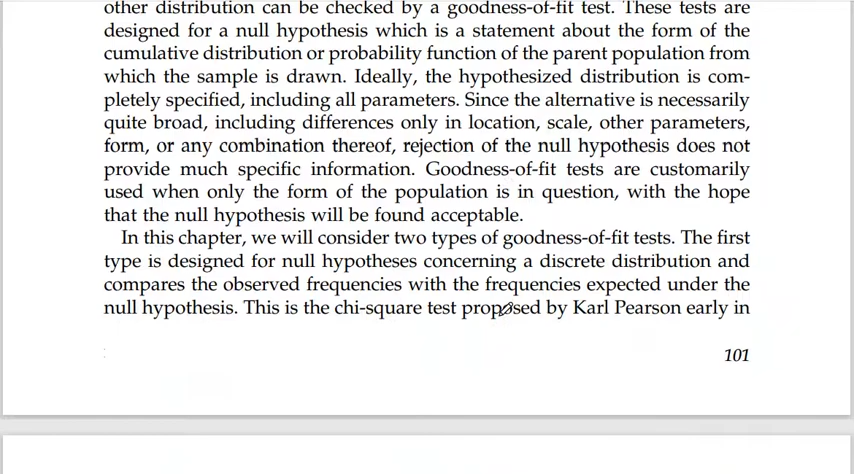 other distribution can be checked by a goodness-of-fit test. These tests are
designed for a null hypothesis which is a statement about the form of the
cumulative distribution or probability function of the parent population from
which the sample is drawn. Ideally, the hypothesized distribution is com-
pletely specified, including all parameters. Since the alternative is necessarily
quite broad, including differences only in location, scale, other parameters,
form, or any combination thereof, rejection of the null hypothesis does not
provide much specific information. Goodness-of-fit tests are customarily
used when only the form of the population is in question, with the hope
that the null hypothesis will be found acceptable.
In this chapter, we will consider two types of goodness-of-fit tests. The first
type is designed for null hypotheses concerning a discrete distribution and
compares the observed frequencies with the frequencies expected under the
null hypothesis. This is the chi-square test proposed by Karl Pearson early in
101